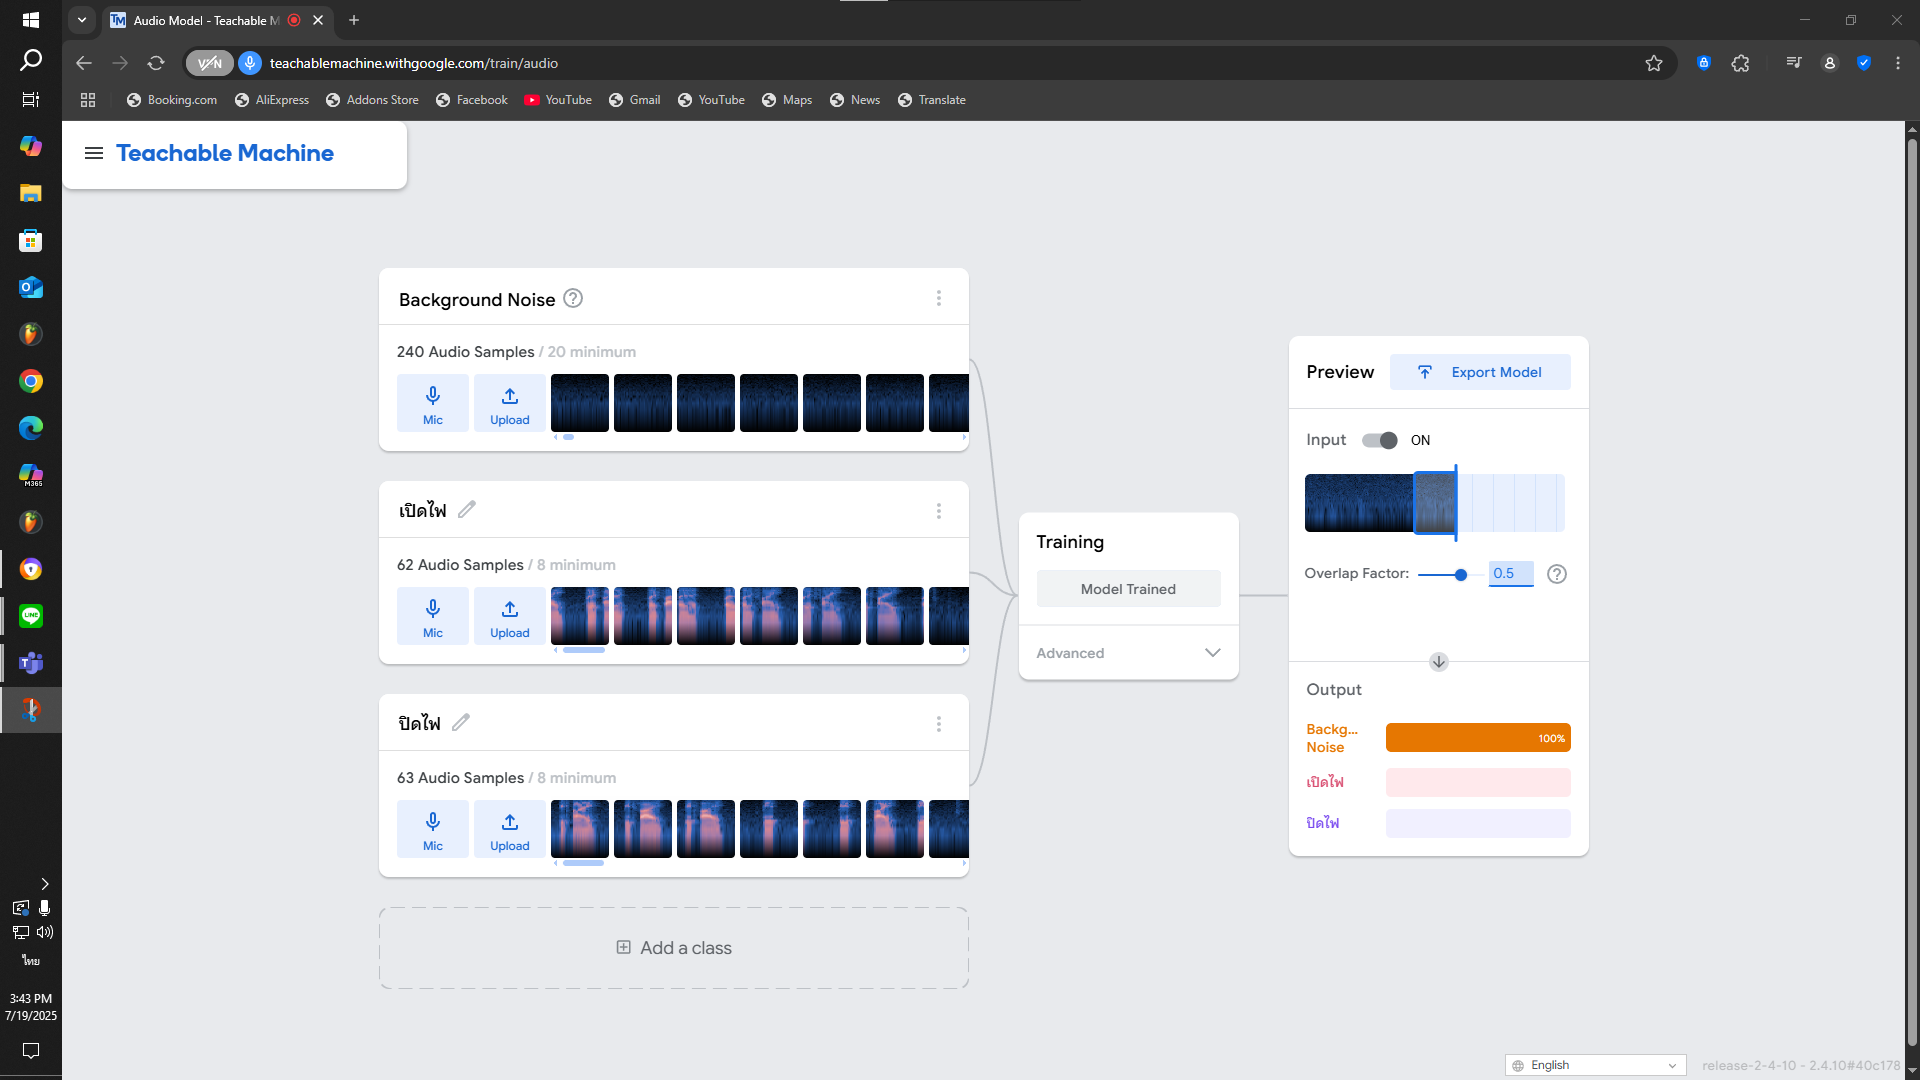 Audio Model - Teachable M
VPN
teachablemachine.withgoogle.com/train/audio
Booking.com
AliExpress
Addons Store
Facebook
YouTube
Gmail
YouTube
Maps
News
Translate
Teachable Machine
Background Noise
240 Audio Samples / 20 minimum
Mic
Upload
เปิดไฟ
62 Audio Samples / 8 minimum
Mic
Upload
ปิดไฟ
63 Audio Samples / 8 minimum
Mic
Upload
Add a class
Training
Model Trained
Advanced
Preview
Export Model
Input
ON
Overlap Factor:
0.5
Output
Backg...
Noise
100%
เปิดไฟ
ปิดไฟ
M365
LINE
ไทย
3:43 PM
7/19/2025
English
release-2-4-10 - 2.4.10#40c178